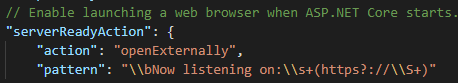 // Enable launching a web browser when ASP.NET Core starts.
"serverReadyAction": {
"action": "openExternally",
"pattern": "\\bNow listening on:\\s+(https?://\\S+)"